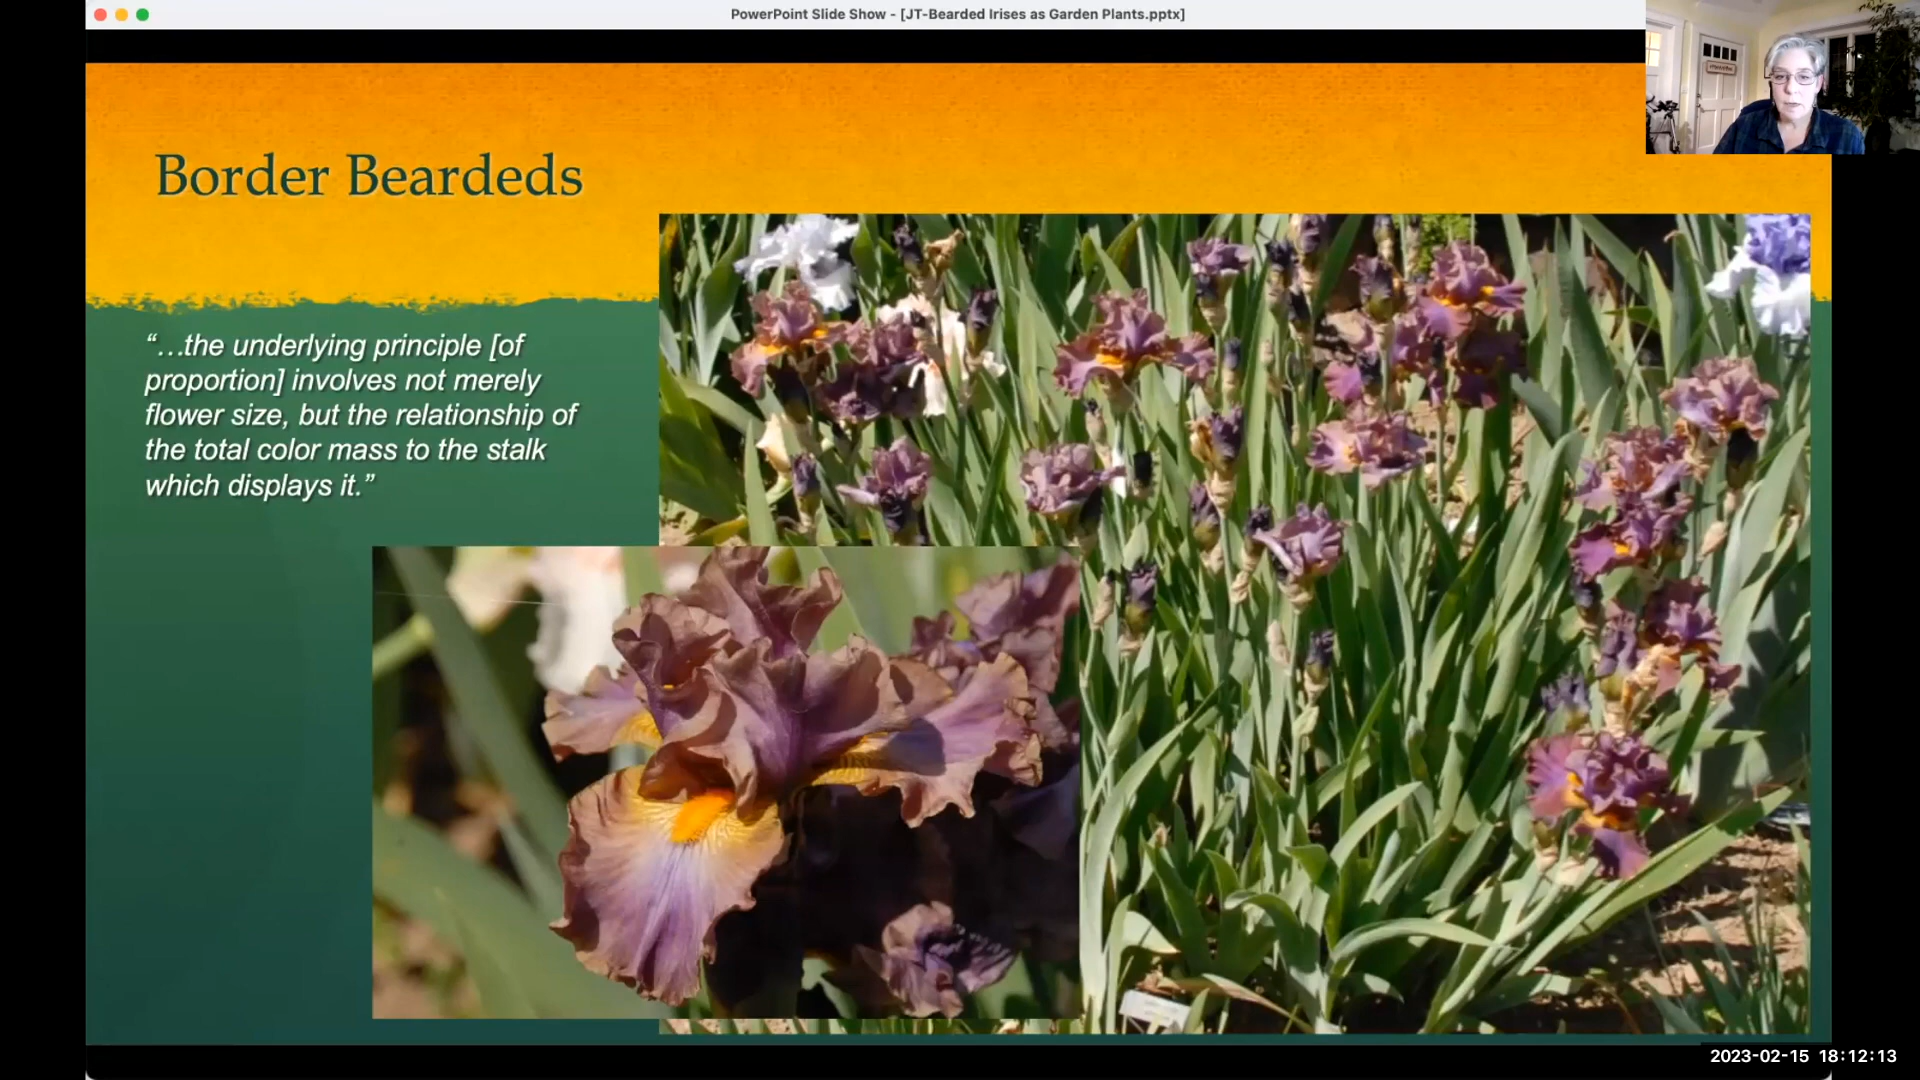 PowerPoint Slide Show - [JT-Bearded Irises as Garden Plants.pptx]
Border Beardeds
“…the underlying principle [of
proportion] involves not merely
flower size, but the relationship of
the total color mass to the stalk
which displays it.”
2023-02-15 18:12:13